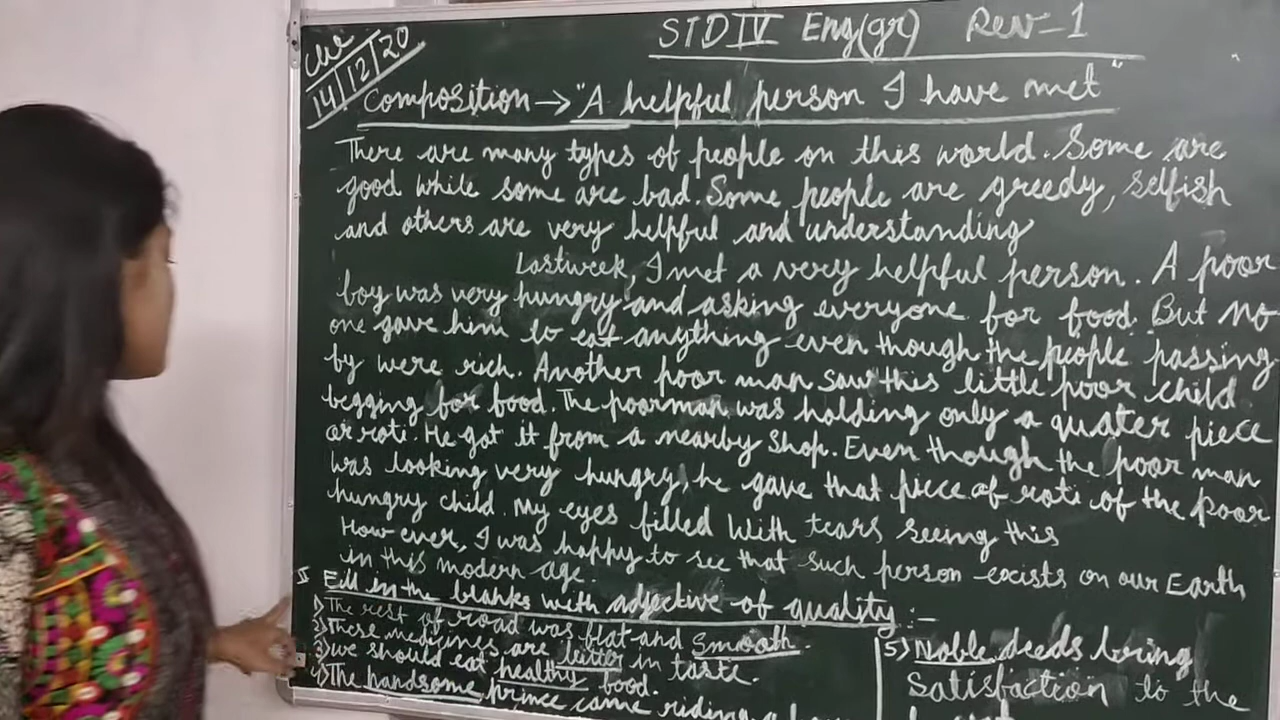 STD IV Eng(gr) Rev-1
CW
14/12/20
Composition → "A helpful person I have met"
There are many types of people on this world. Some are
good while some are bad. Some people are greedy, selfish
and others are very helpful and understanding
Last week, I met a very helpful person. A poor
boy was very hungry and asking everyone for food. But no
one gave him to eat anything even though the people passing
by were rich. Another poor man saw this little poor child
begging for food. The poor man was holding only a quater piece
or roti. He got it from a nearby shop. Even though the poor man
was looking very hungry, he gave that piece of roti of the poor
hungry child. My eyes filled With tears seeing this
How ever, I was happy to see that such person exists on our Earth
in this modern age.
II Fill in the blanks with adjective of quality :-
1) The rest of road was flat and Smooth.
2) These medicines are bitter in taste.
3) we should eat healthy food.
4) The handsome prince came riding a
5) Noble deeds bring
Satisfaction to the